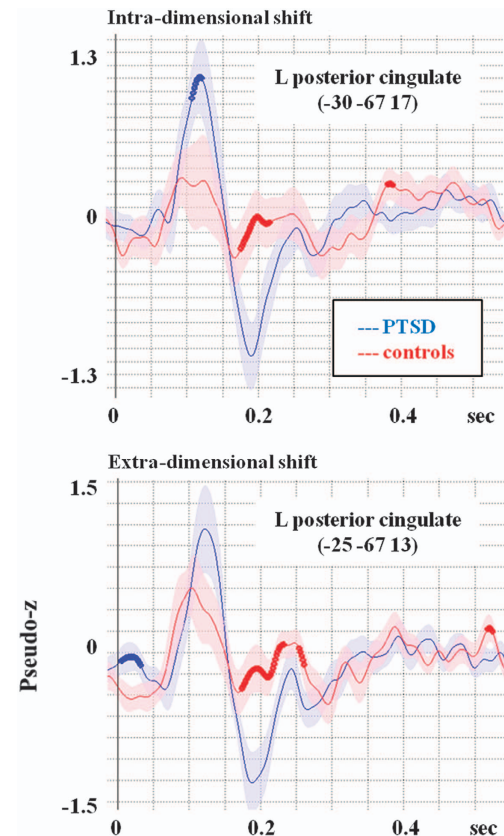 Intra-dimensional shift
1.3
L posterior cingulate
(-30 -67 17)
0
--- PTSD
--- controls
-1.3
0 0.2 0.4 sec
Extra-dimensional shift
1.5
L posterior cingulate
(-25 -67 13)
0
Pseudo-z
-1.5
0 0.2 0.4 sec